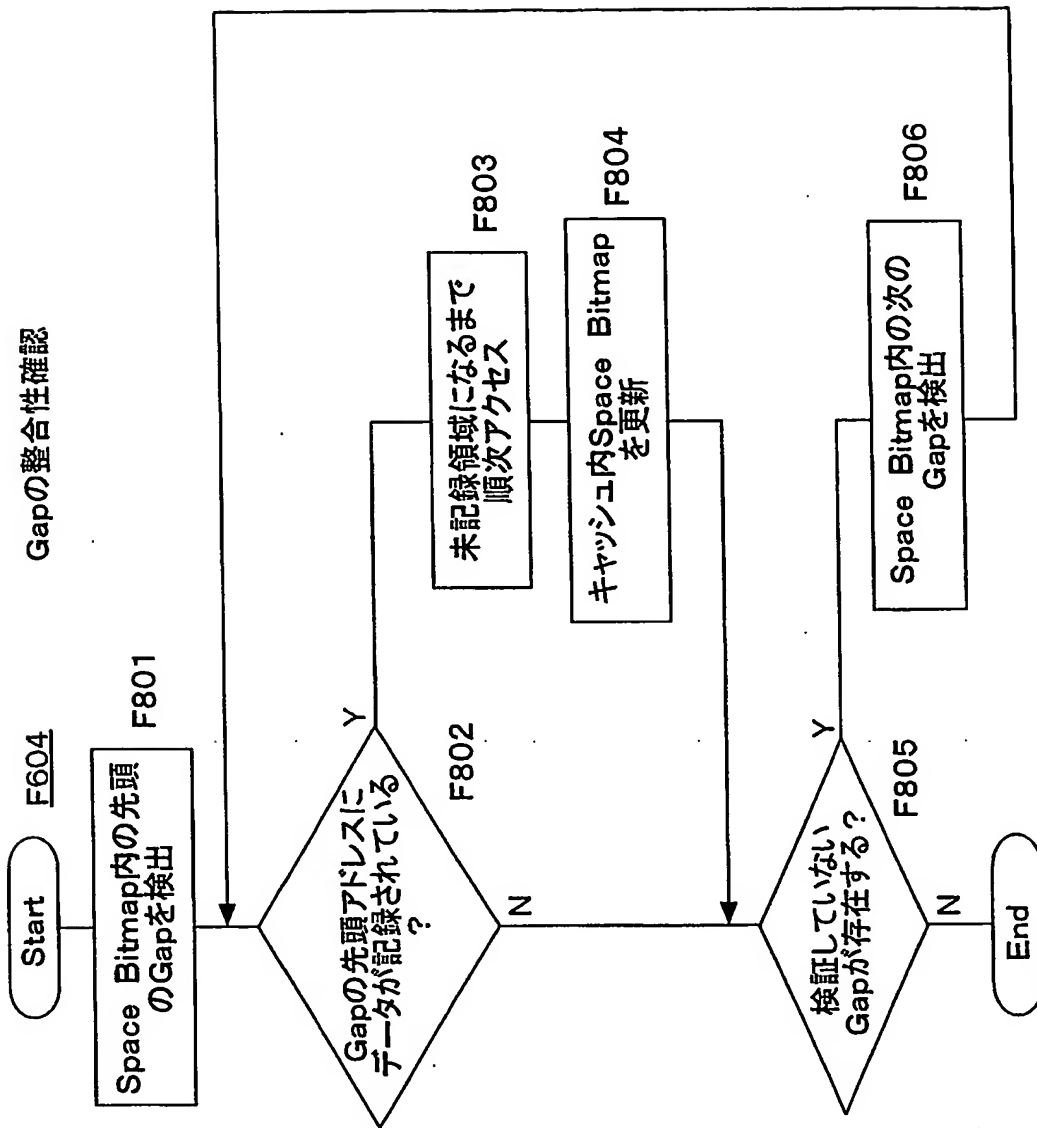 Gapの整合性確認
F604
Start
Space Bitmap内の先頭
のGapを検出
F801
Gapの先頭アドレスに
データが記録されている
?
F802
Y
N
未記録領域になるまで
順次アクセス
F803
キャッシュ内Space Bitmap
を更新
F804
検証していない
Gapが存在する?
F805
Y
N
Space Bitmap内の次の
Gapを検出
F806
End